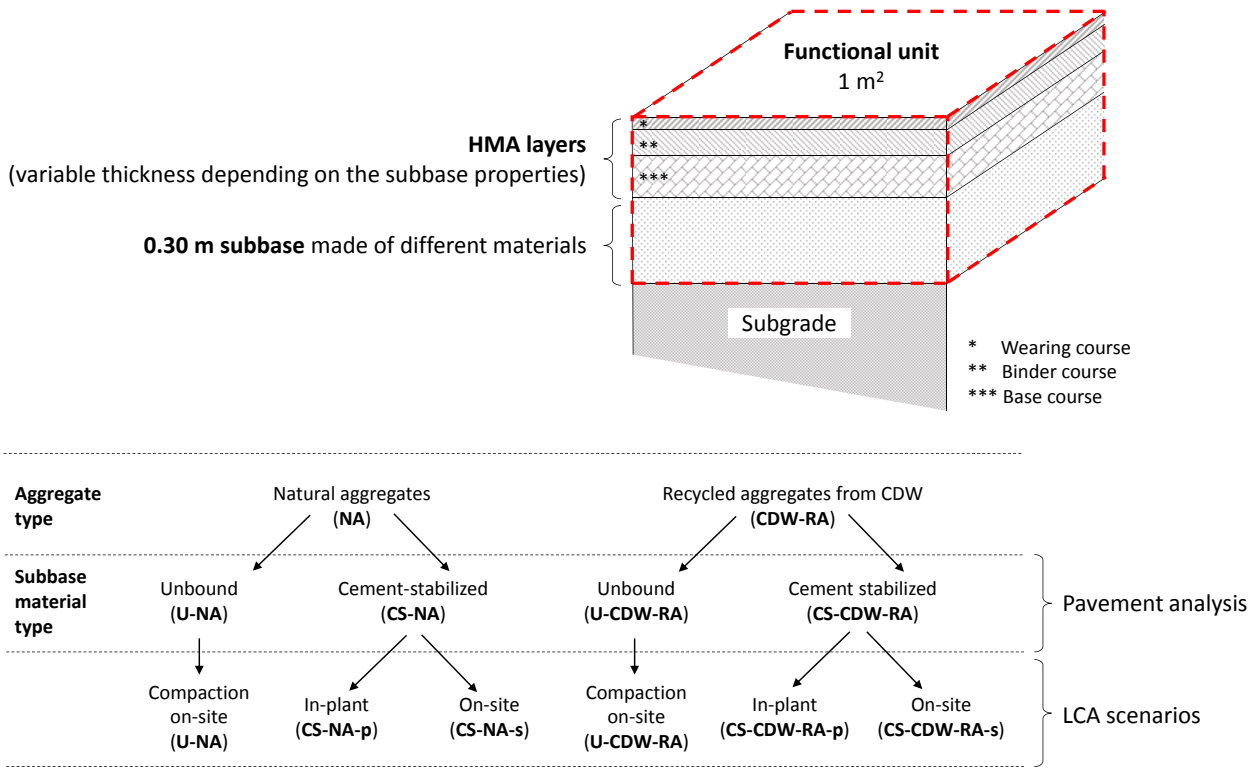 Functional unit
1 m²
*
**
***
HMA layers
(variable thickness depending on the subbase properties)
0.30 m subbase made of different materials
Subgrade
* Wearing course
** Binder course
*** Base course
Aggregate
type
Natural aggregates
(NA)
Recycled aggregates from CDW
(CDW-RA)
Subbase
material
type
Unbound
(U-NA)
Cement-stabilized
(CS-NA)
Unbound
(U-CDW-RA)
Cement stabilized
(CS-CDW-RA)
Pavement analysis
Compaction
on-site
(U-NA)
In-plant
(CS-NA-p)
On-site
(CS-NA-s)
Compaction
on-site
(U-CDW-RA)
In-plant
(CS-CDW-RA-p)
On-site
(CS-CDW-RA-s)
LCA scenarios